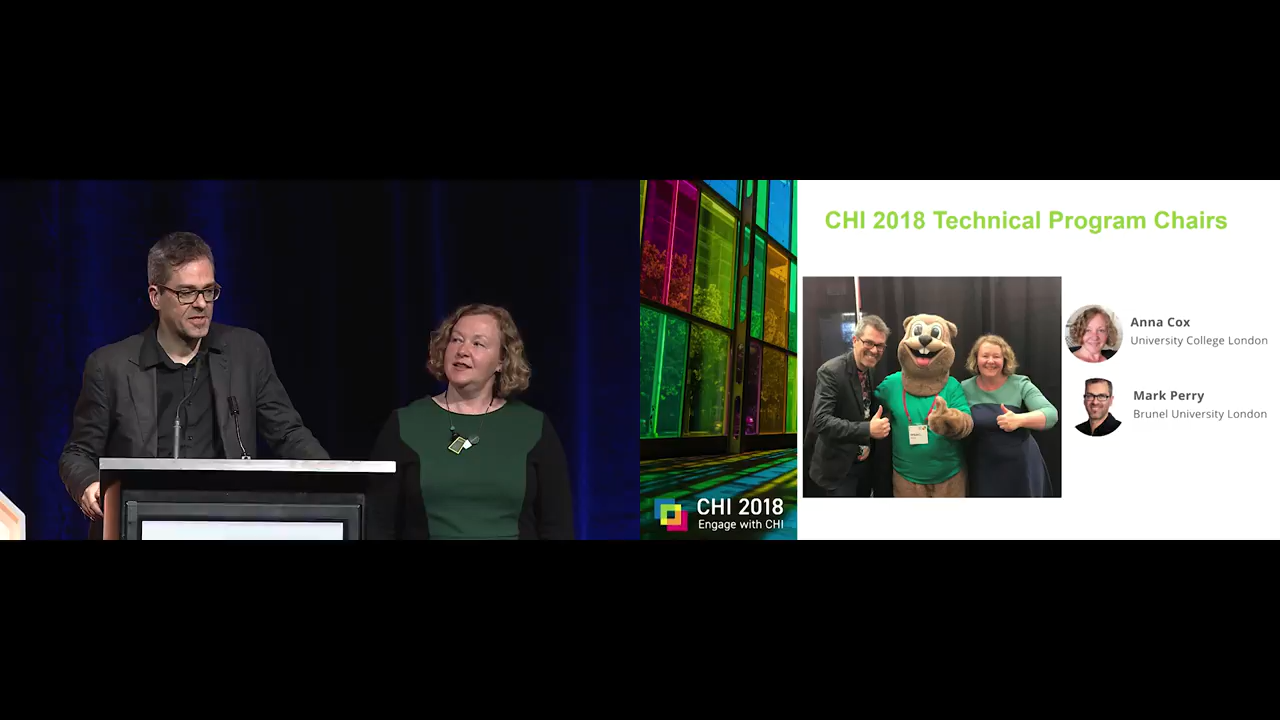 CHI 2018 Technical Program Chairs
Anna Cox
University College London
Mark Perry
Brunel University London
CHI 2018
Engage with CHI